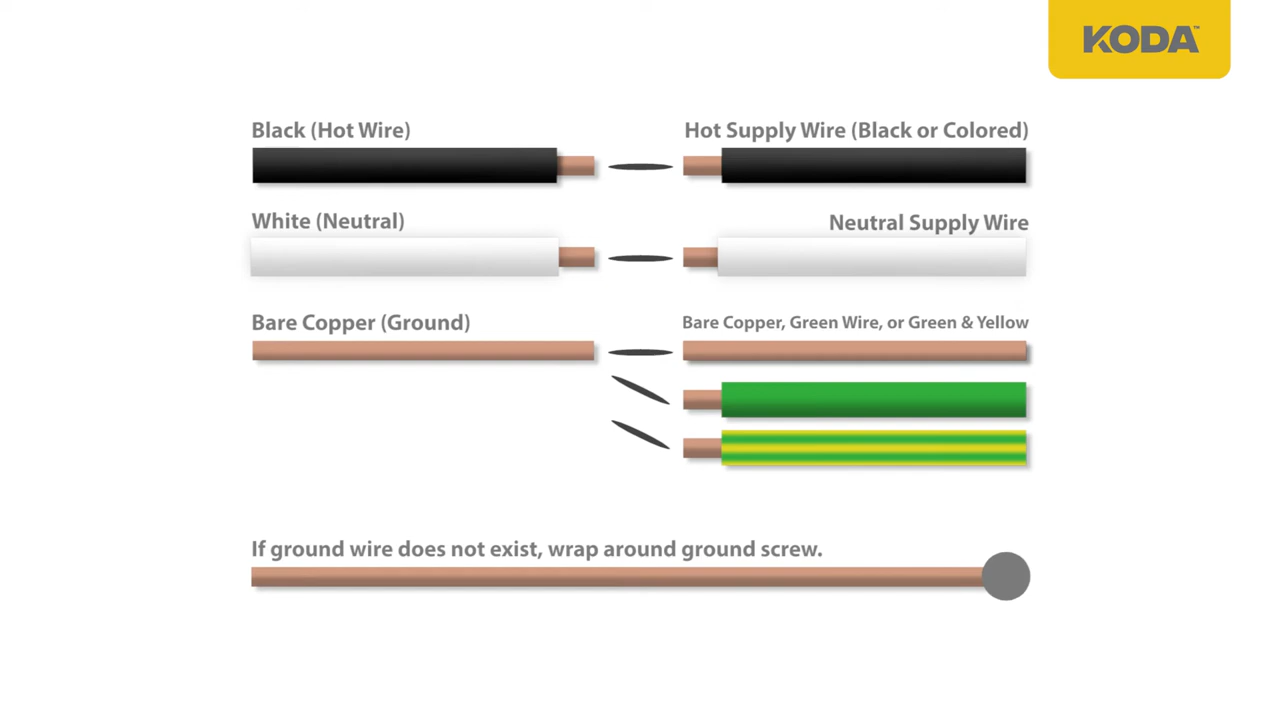 KODA™
Black (Hot Wire)
Hot Supply Wire (Black or Colored)
White (Neutral)
Neutral Supply Wire
Bare Copper (Ground)
Bare Copper, Green Wire, or Green & Yellow
If ground wire does not exist, wrap around ground screw.